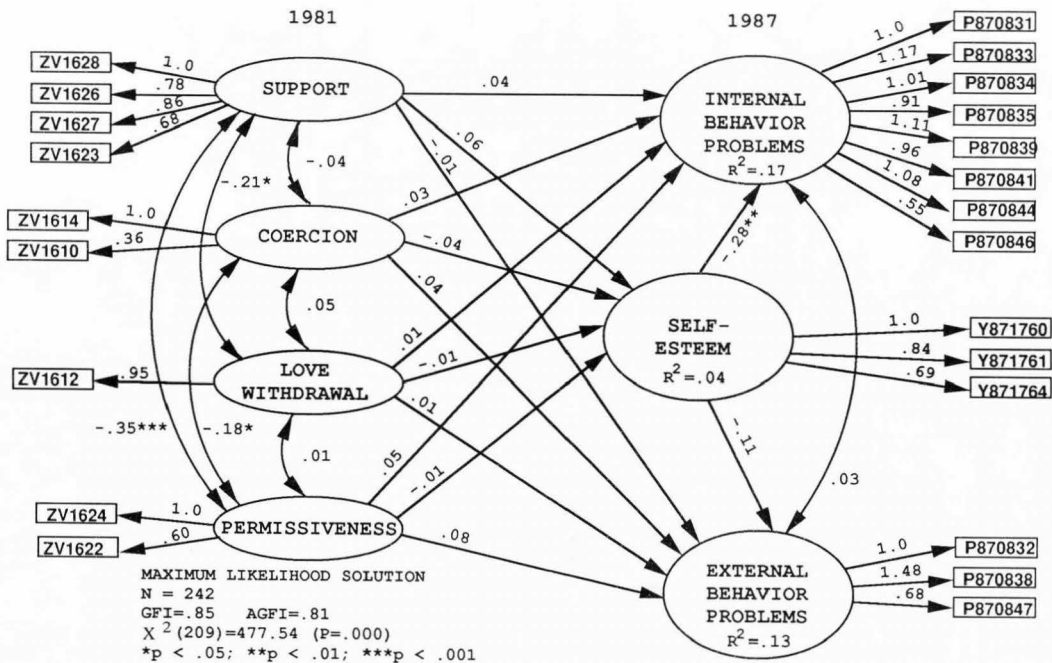 1981
1987
ZV1628
ZV1626
ZV1627
ZV1623
1.0
.78
.86
.68
SUPPORT
.04
.06
-.01
-.04
-.21*
ZV1614
ZV1610
1.0
.36
COERCION
.03
-.04
.04
.05
ZV1612
.95
LOVE
WITHDRAWAL
.01
-.01
.01
-.35***
-.18*
.01
ZV1624
ZV1622
1.0
.60
PERMISSIVENESS
.05
-.01
.08
INTERNAL
BEHAVIOR
PROBLEMS
R²=.17
1.0
1.17
1.01
.91
1.11
.96
1.08
.55
P870831
P870833
P870834
P870835
P870839
P870841
P870844
P870846
-.28**
SELF-
ESTEEM
R²=.04
1.0
.84
.69
Y871760
Y871761
Y871764
-.11
.03
EXTERNAL
BEHAVIOR
PROBLEMS
R²=.13
1.0
1.48
.68
P870832
P870838
P870847
MAXIMUM LIKELIHOOD SOLUTION
N = 242
GFI=.85 AGFI=.81
X²(209)=477.54 (P=.000)
*p < .05; **p < .01; ***p < .001